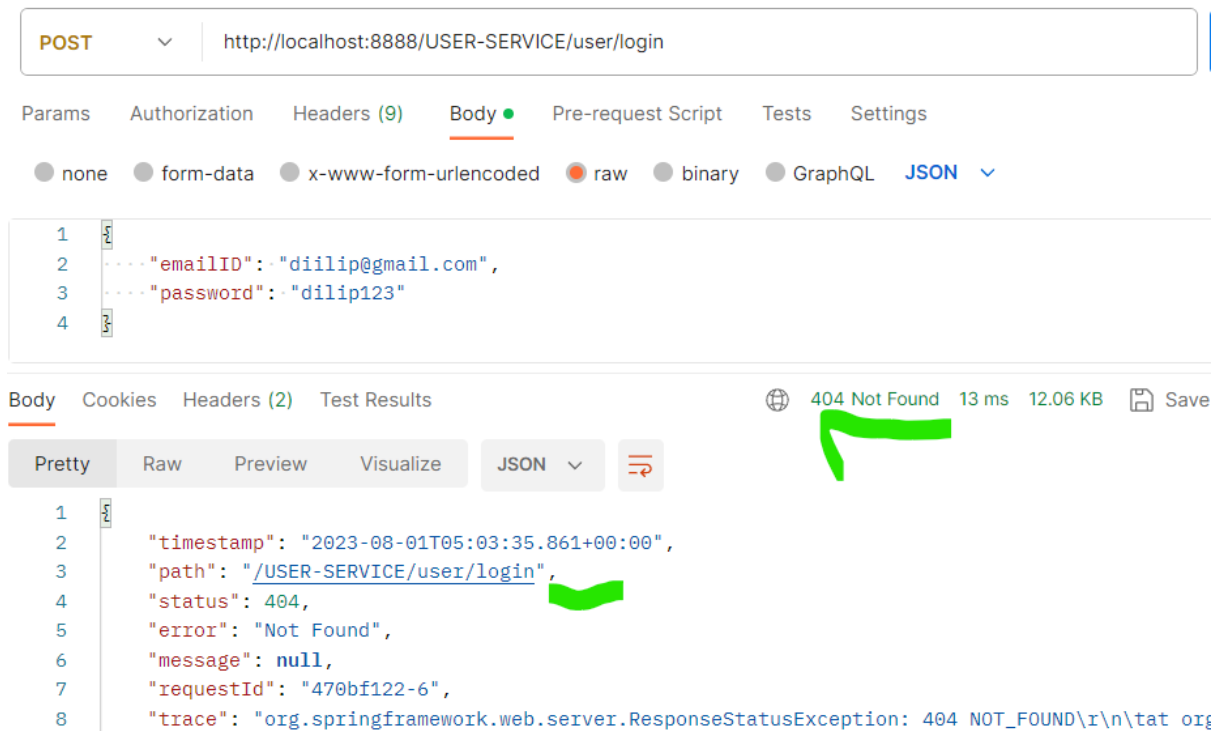 POST http://localhost:8888/USER-SERVICE/user/login
Params Authorization Headers (9) Body Pre-request Script Tests Settings
none form-data x-www-form-urlencoded raw binary GraphQL JSON
1 {
2 "emailID": "diilip@gmail.com",
3 "password": "dilip123"
4 }
Body Cookies Headers (2) Test Results 404 Not Found 13 ms 12.06 KB Save
Pretty Raw Preview Visualize JSON
1 {
2 "timestamp": "2023-08-01T05:03:35.861+00:00",
3 "path": "/USER-SERVICE/user/login",
4 "status": 404,
5 "error": "Not Found",
6 "message": null,
7 "requestId": "470bf122-6",
8 "trace": "org.springframework.web.server.ResponseStatusException: 404 NOT_FOUND\r\n\tat org